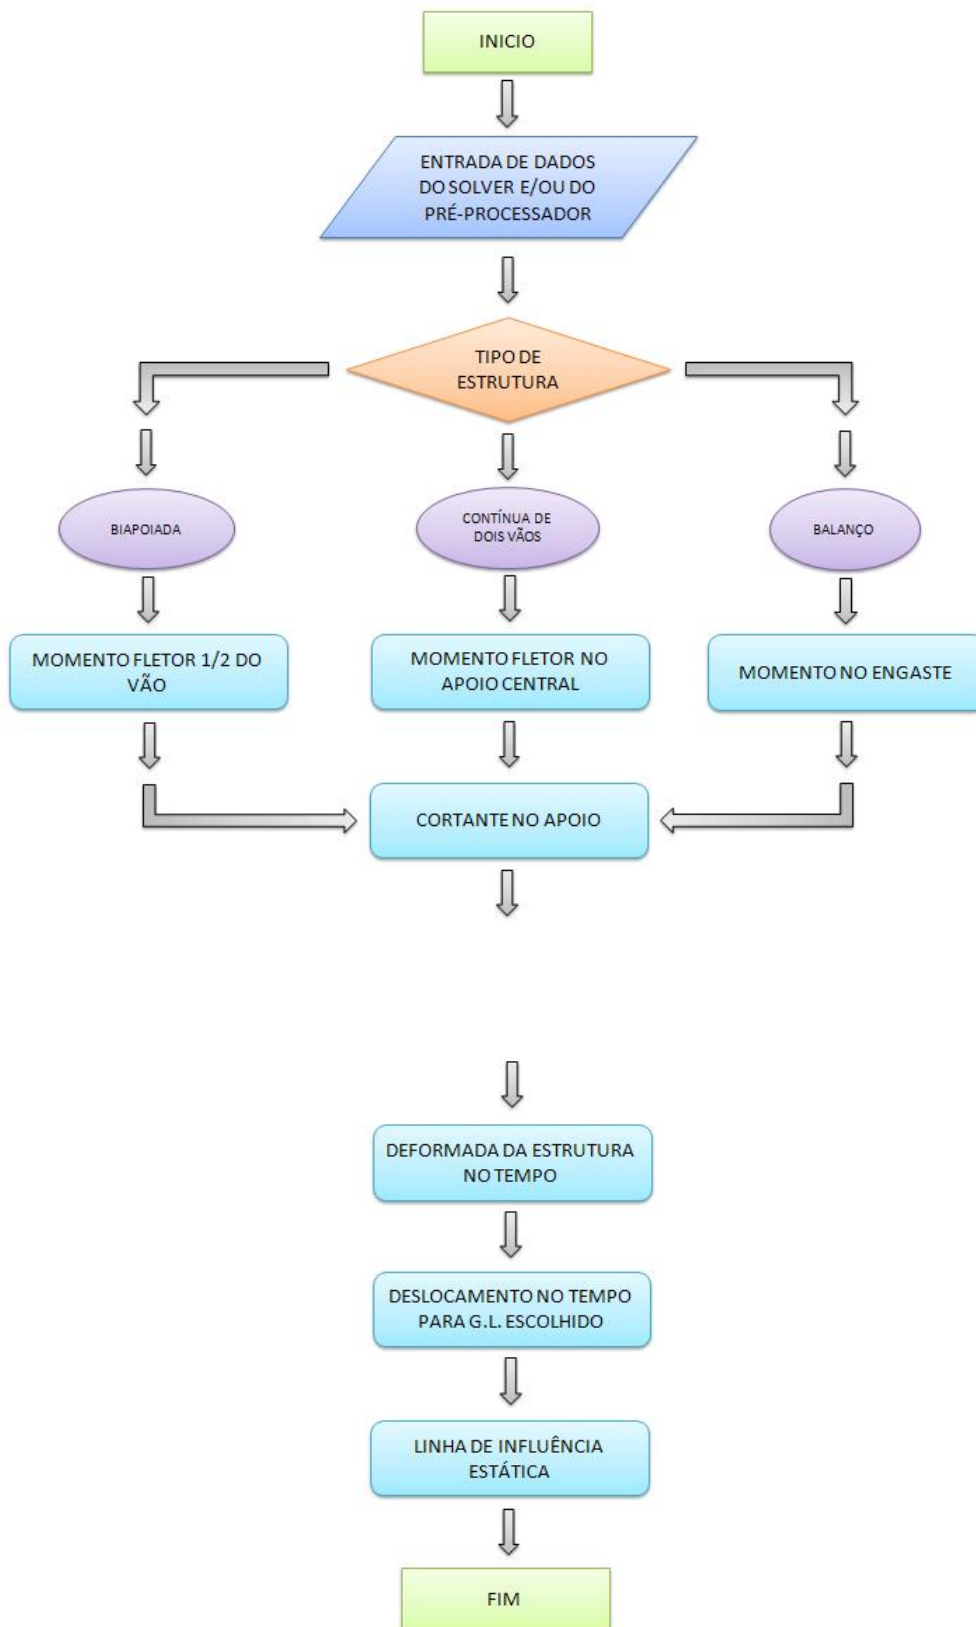 INICIO
ENTRADA DE DADOS
DO SOLVER E/OU DO
PRÉ-PROCESSADOR
TIPO DE
ESTRUTURA
BIAPOIADA
CONTÍNUA DE
DOIS VÃOS
BALANÇO
MOMENTO FLETOR 1/2 DO
VÃO
MOMENTO FLETOR NO
APOIO CENTRAL
MOMENTO NO ENGASTE
CORTANTE NO APOIO
DEFORMADA DA ESTRUTURA
NO TEMPO
DESLOCAMENTO NO TEMPO
PARA G.L. ESCOLHIDO
LINHA DE INFLUÊNCIA
ESTÁTICA
FIM